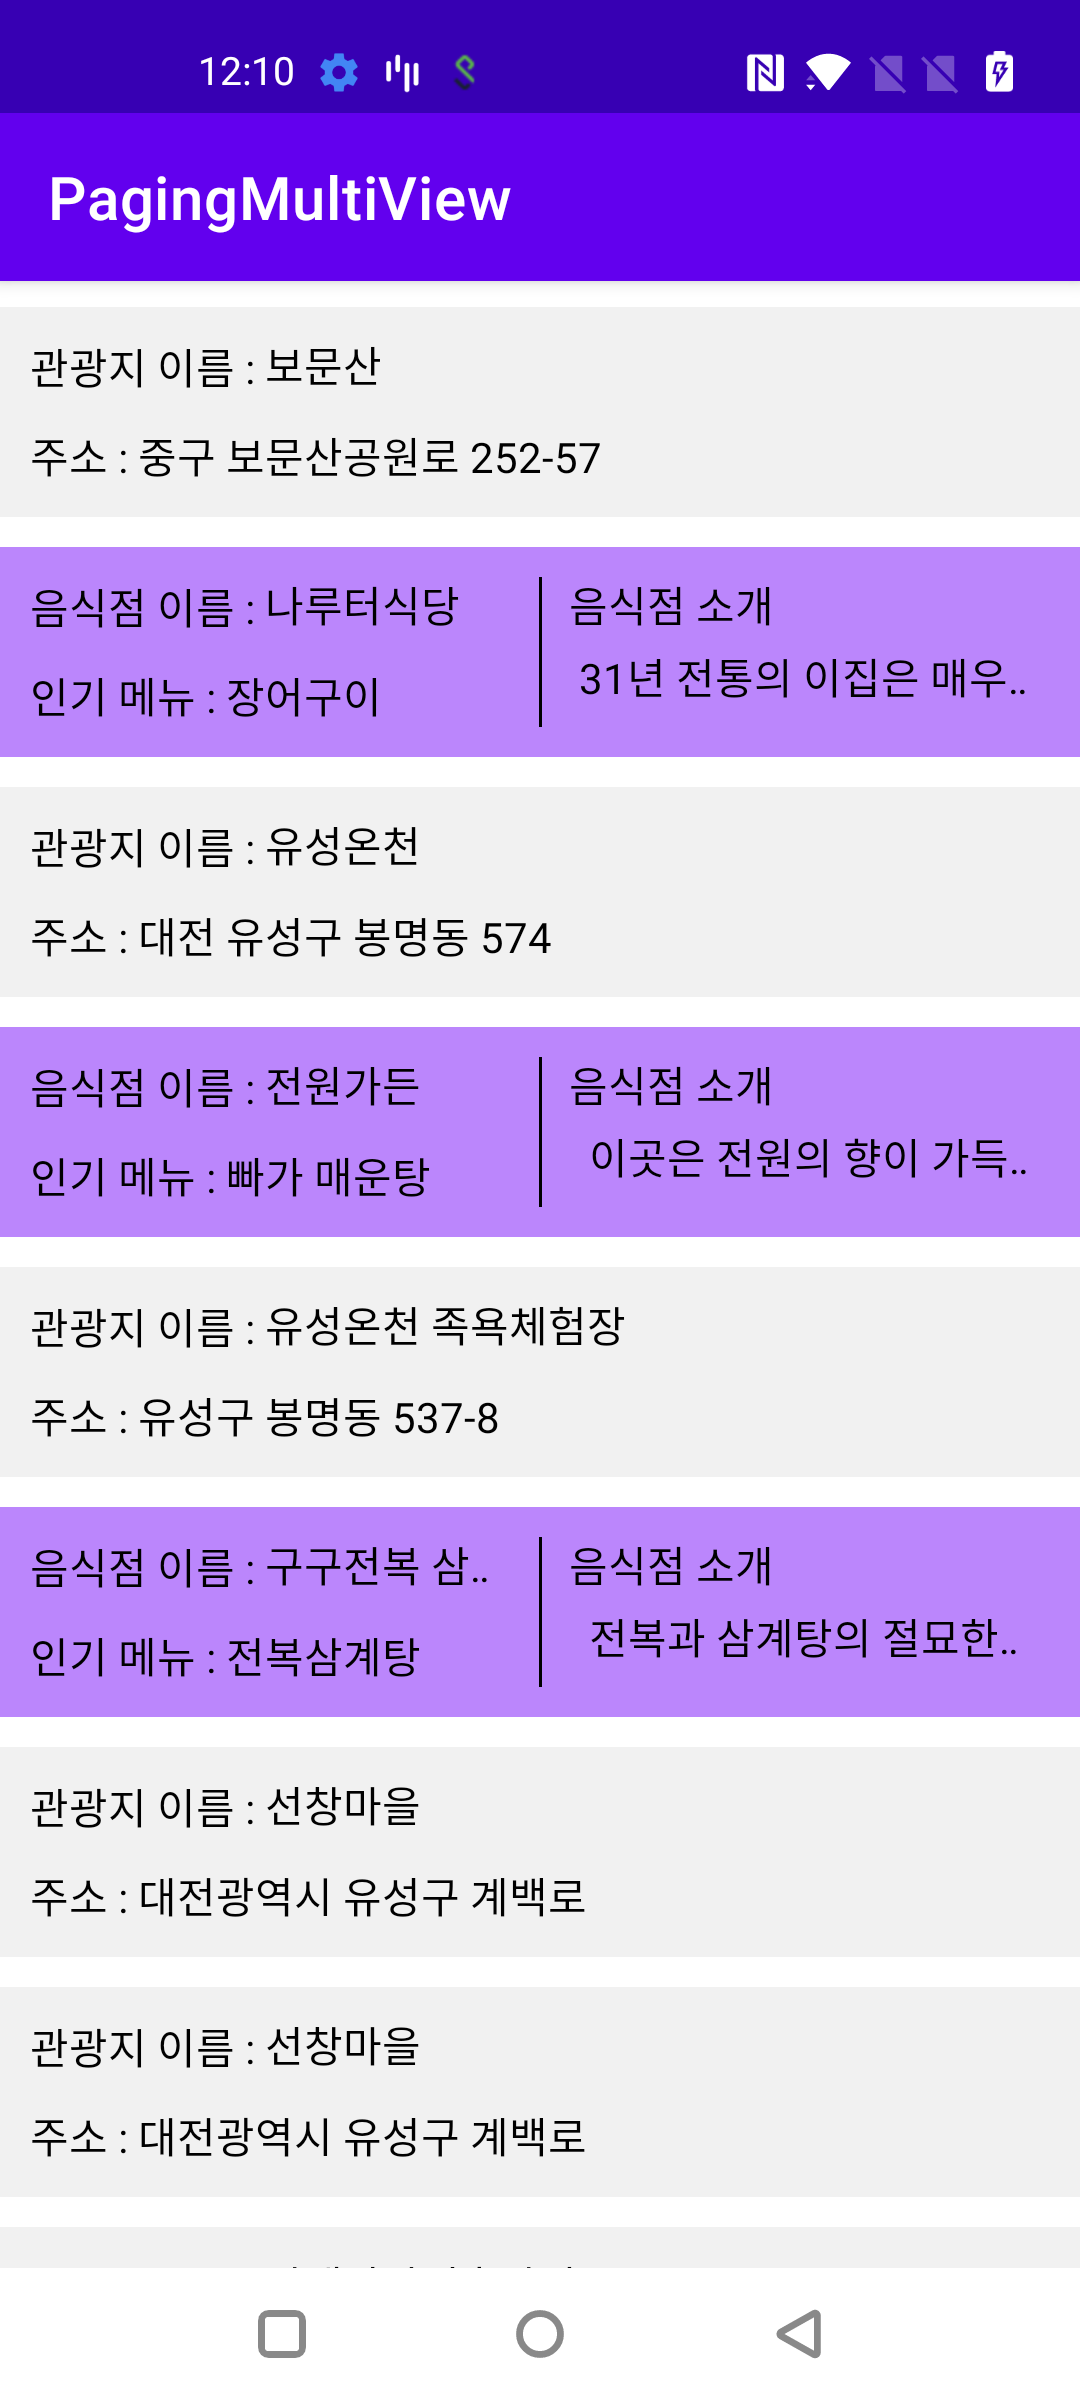 12:10
PagingMultiView
관광지 이름 : 보문산
주소 : 중구 보문산공원로 252-57
음식점 이름 : 나루터식당
인기 메뉴 : 장어구이
음식점 소개
31년 전통의 이집은 매우..
관광지 이름 : 유성온천
주소 : 대전 유성구 봉명동 574
음식점 이름 : 전원가든
인기 메뉴 : 빠가 매운탕
음식점 소개
이곳은 전원의 향이 가득..
관광지 이름 : 유성온천 족욕체험장
주소 : 유성구 봉명동 537-8
음식점 이름 : 구구전복 삼..
인기 메뉴 : 전복삼계탕
음식점 소개
전복과 삼계탕의 절묘한..
관광지 이름 : 선창마을
주소 : 대전광역시 유성구 계백로
관광지 이름 : 선창마을
주소 : 대전광역시 유성구 계백로